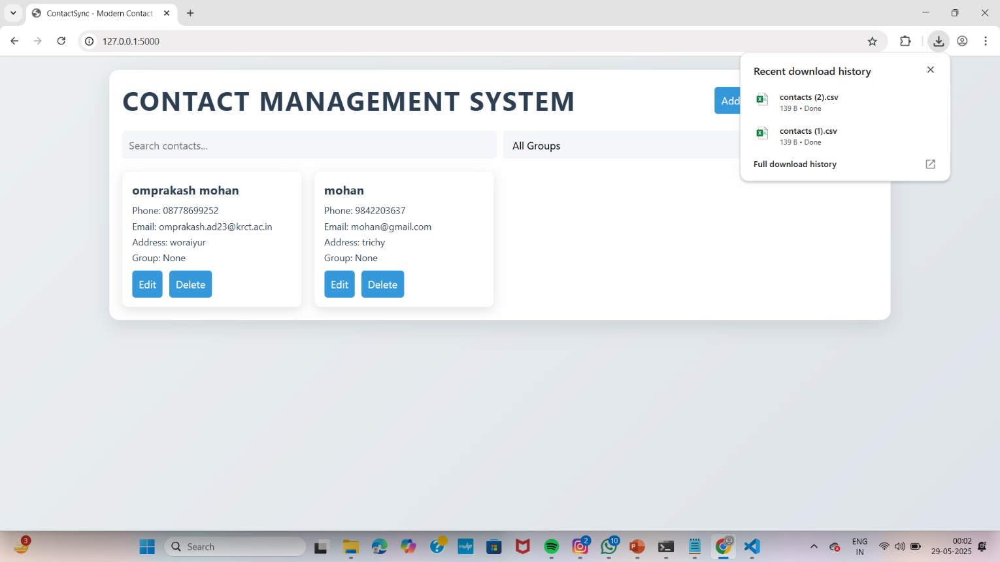 ContactSync - Modern Contact
127.0.0.1:5000
Recent download history
contacts (2).csv
139 B • Done
contacts (1).csv
139 B • Done
Full download history
CONTACT MANAGEMENT SYSTEM
Add
Search contacts...
All Groups
omprakash mohan
Phone: 08778699252
Email: omprakash.ad23@krct.ac.in
Address: woraiyur
Group: None
Edit
Delete
mohan
Phone: 9842203637
Email: mohan@gmail.com
Address: trichy
Group: None
Edit
Delete
3
Search
myhp
2
10
ENG
IN
00:02
29-05-2025